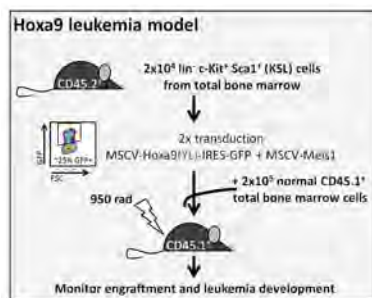 Hoxa9 leukemia model
2x10⁴ lin⁻ c-Kit⁺ Sca1⁺ (KSL) cells
from total bone marrow
CD45.2⁺
GFP
~25% GFP+
FSC
2x transduction
MSCV-Hoxa9(YL)-IRES-GFP + MSCV-Meis1
+ 2x10⁵ normal CD45.1⁺
total bone marrow cells
950 rad
CD45.1⁺
Monitor engraftment and leukemia development